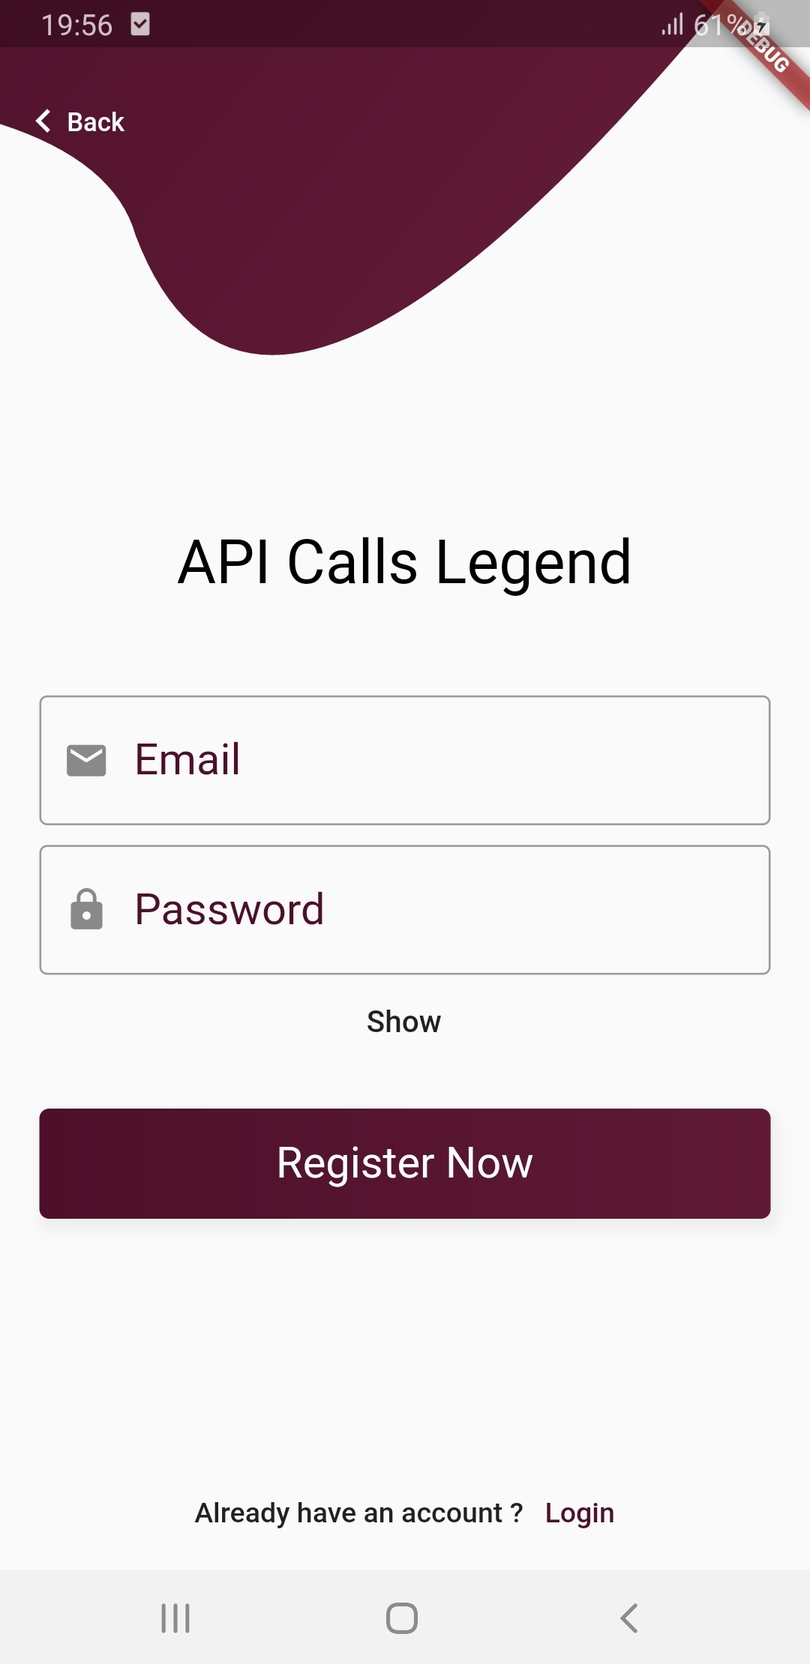 19:56 61%
DEBUG
Back
API Calls Legend
Email
Password
Show
Register Now
Already have an account ? Login